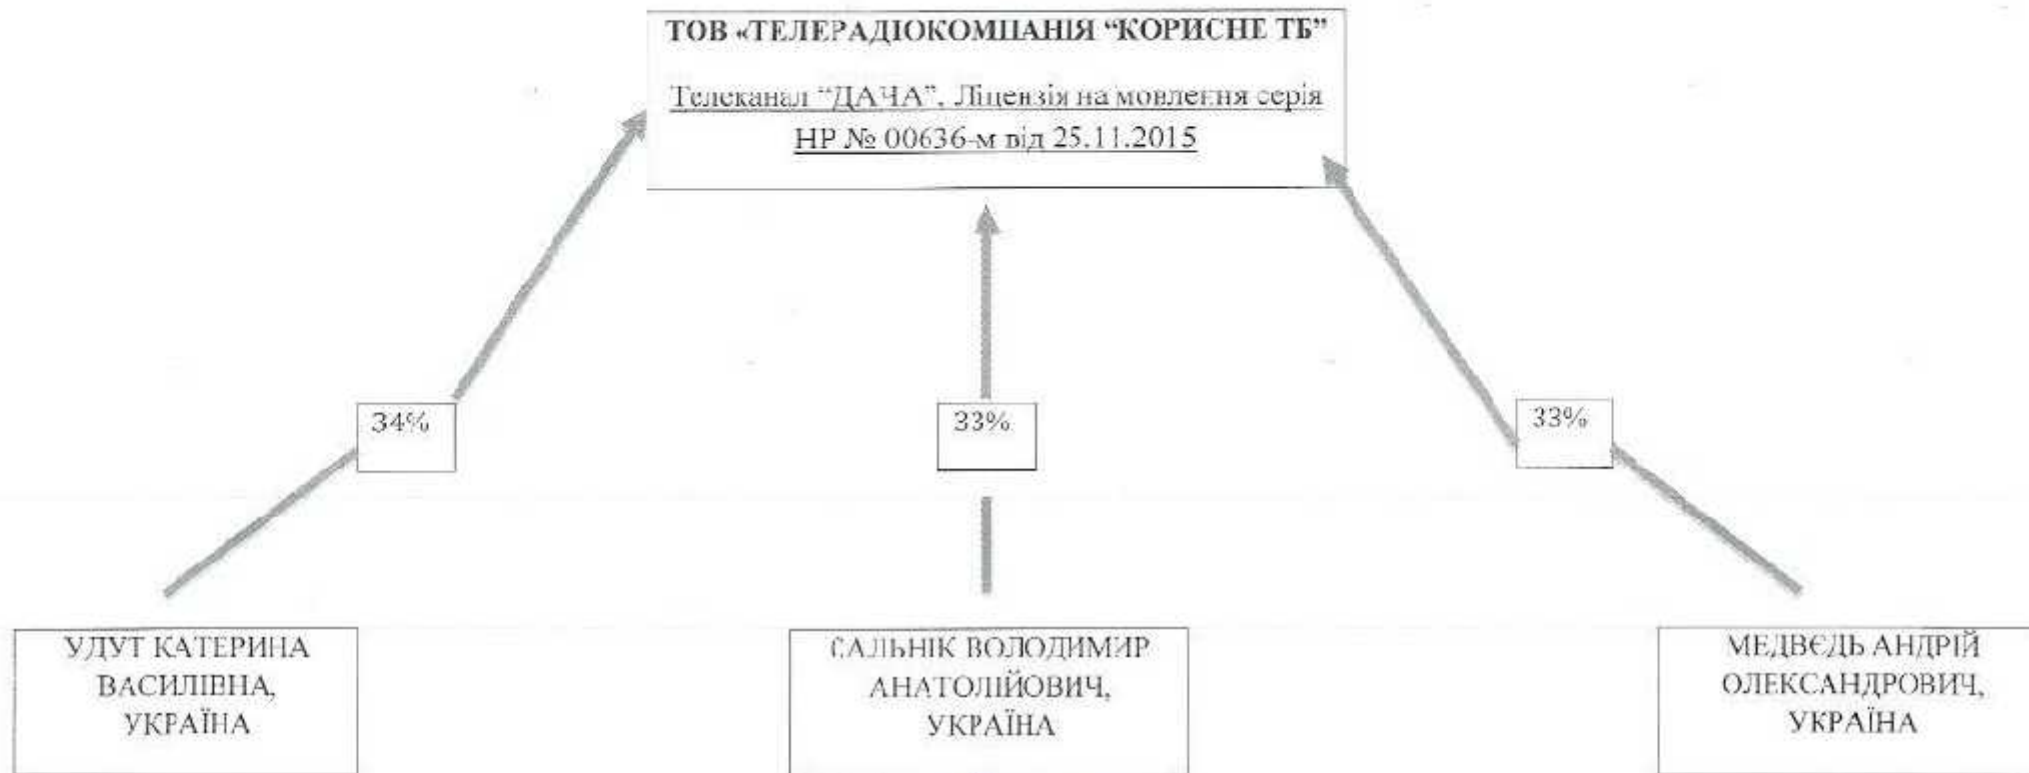 ТОВ «ТЕЛЕРАДІОКОМПАНІЯ “КОРИСНЕ ТБ”
Телеканал “ДАЧА”. Ліцензія на мовлення серія
НР № 00636-м від 25.11.2015
34%
33%
33%
УДУТ КАТЕРИНА
ВАСИЛІВНА,
УКРАЇНА
САЛЬНІК ВОЛОДИМИР
АНАТОЛІЙОВИЧ,
УКРАЇНА
МЕДВЄДЬ АНДРІЙ
ОЛЕКСАНДРОВИЧ,
УКРАЇНА